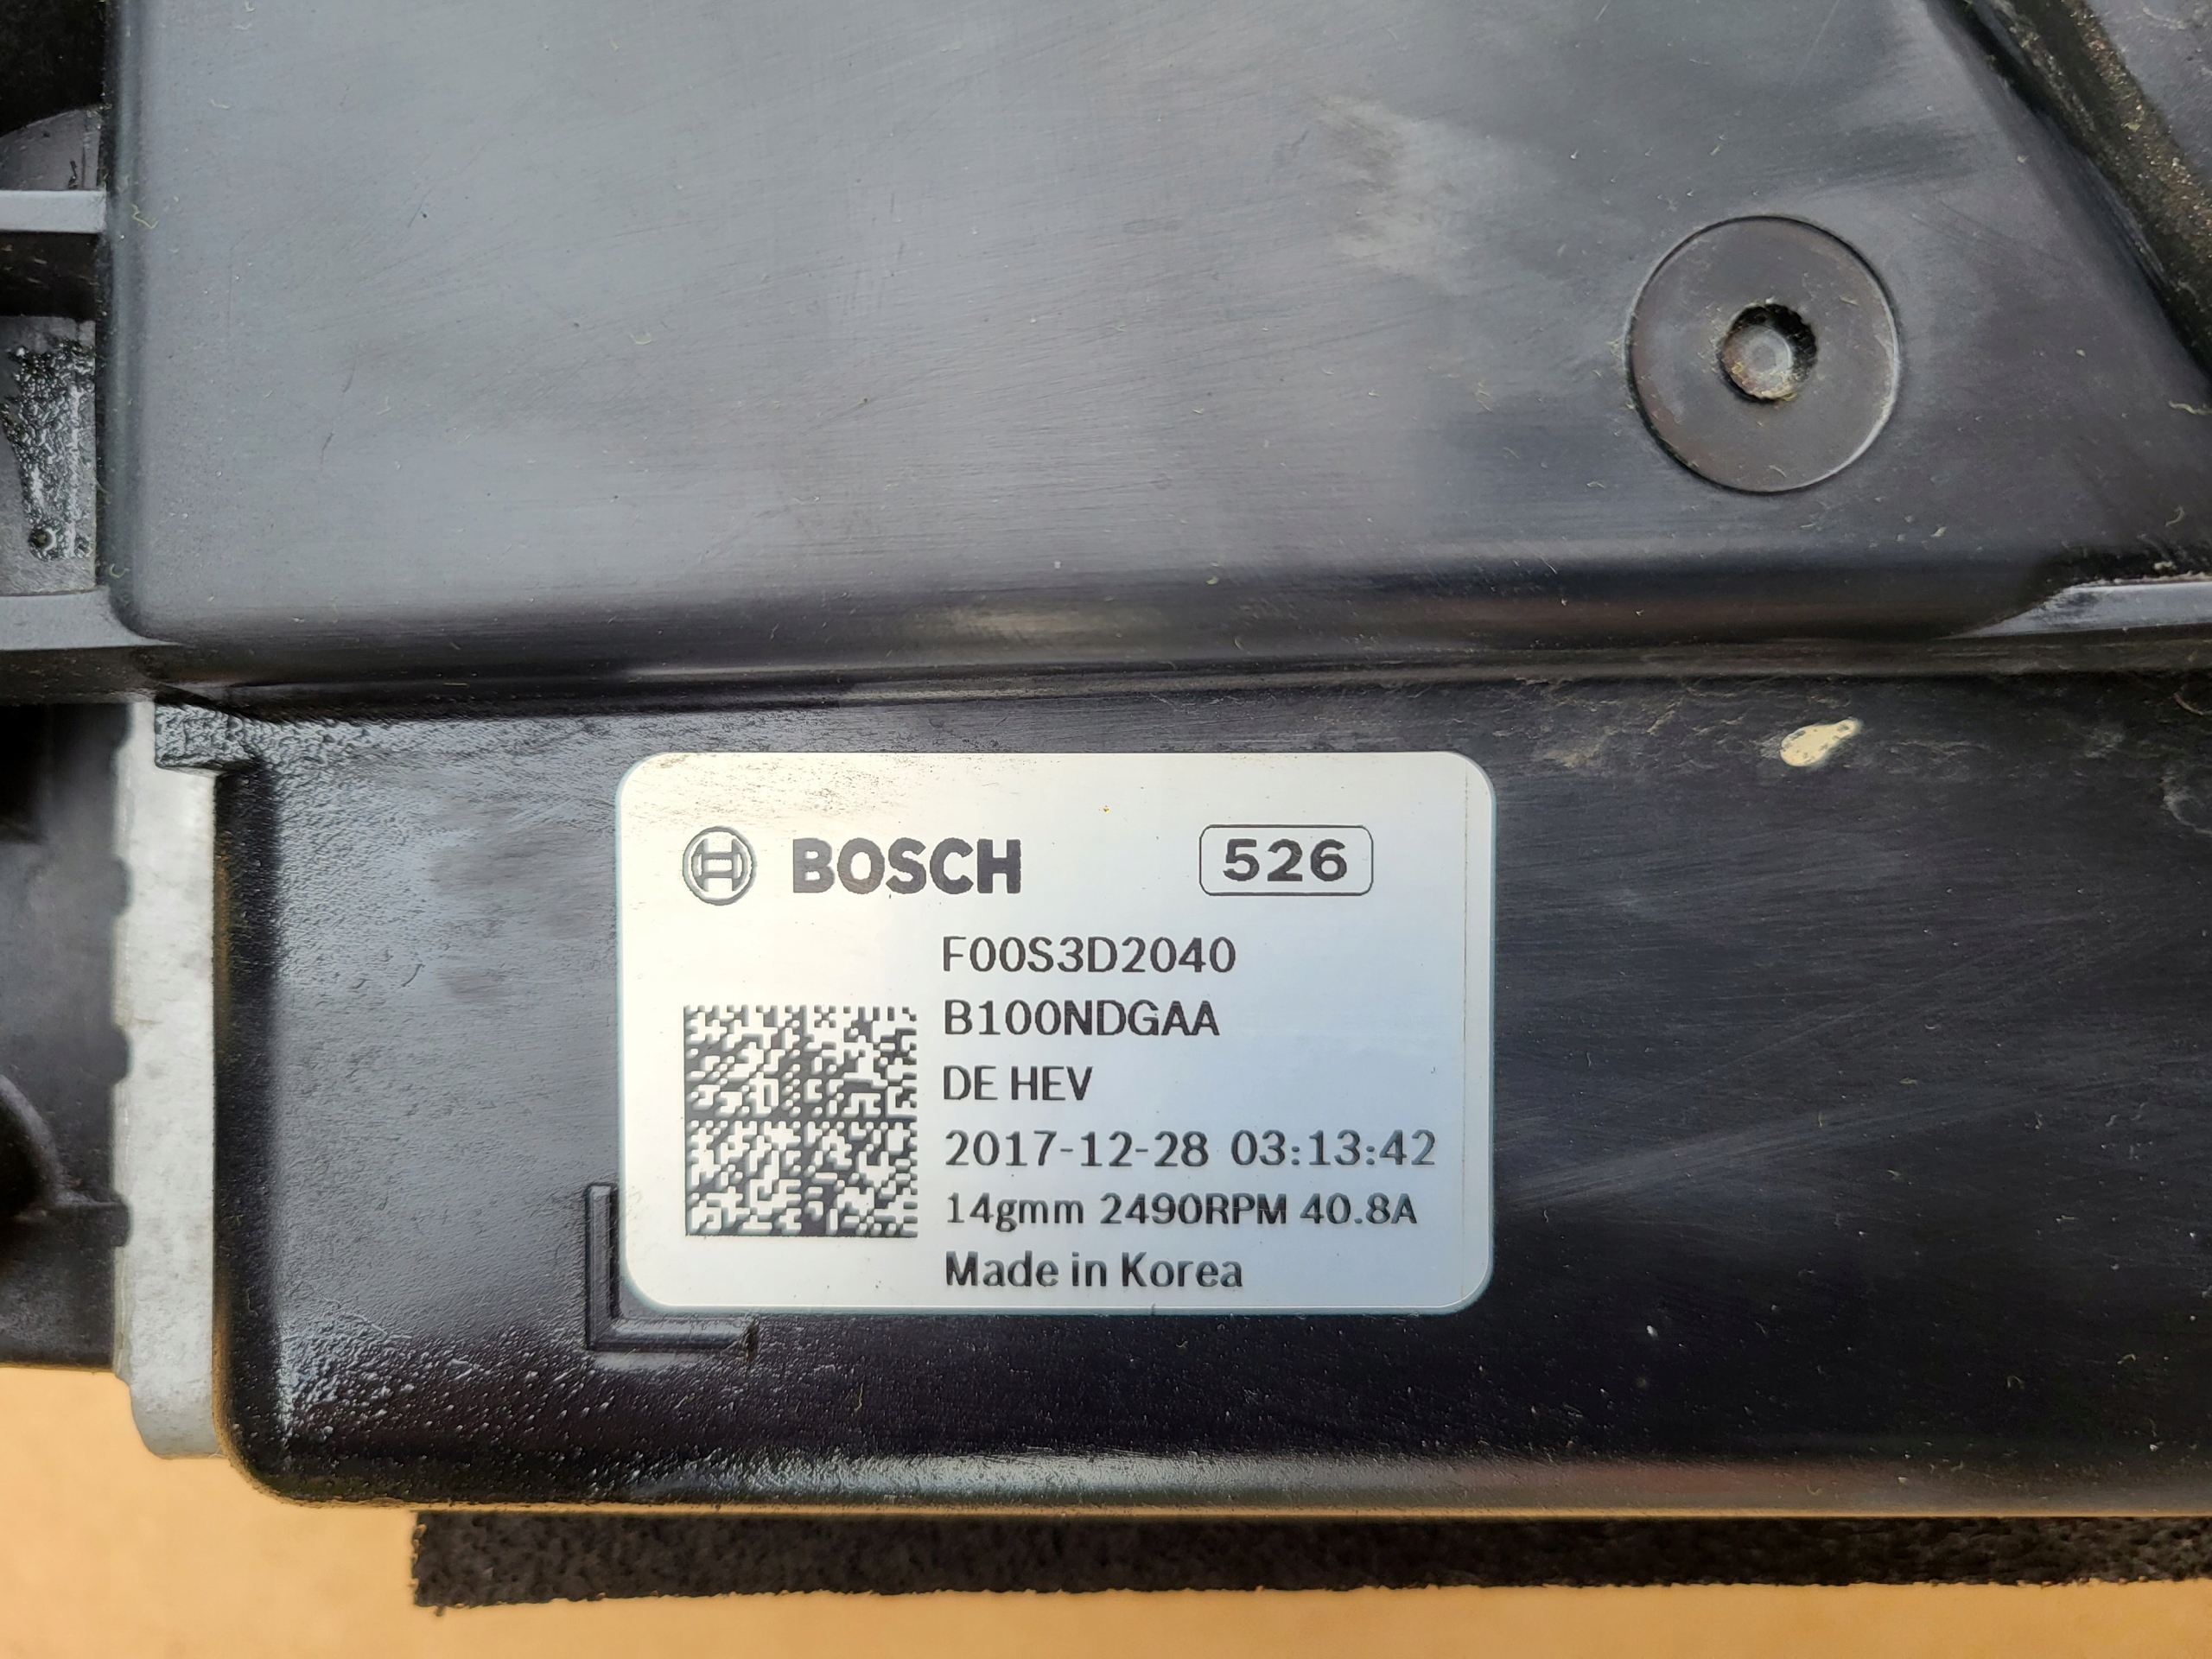 BOSCH 526
F00S3D2040
B100NDGAA
DE HEV
2017-12-28 03:13:42
14gmm 2490RPM 40.8A
Made in Korea